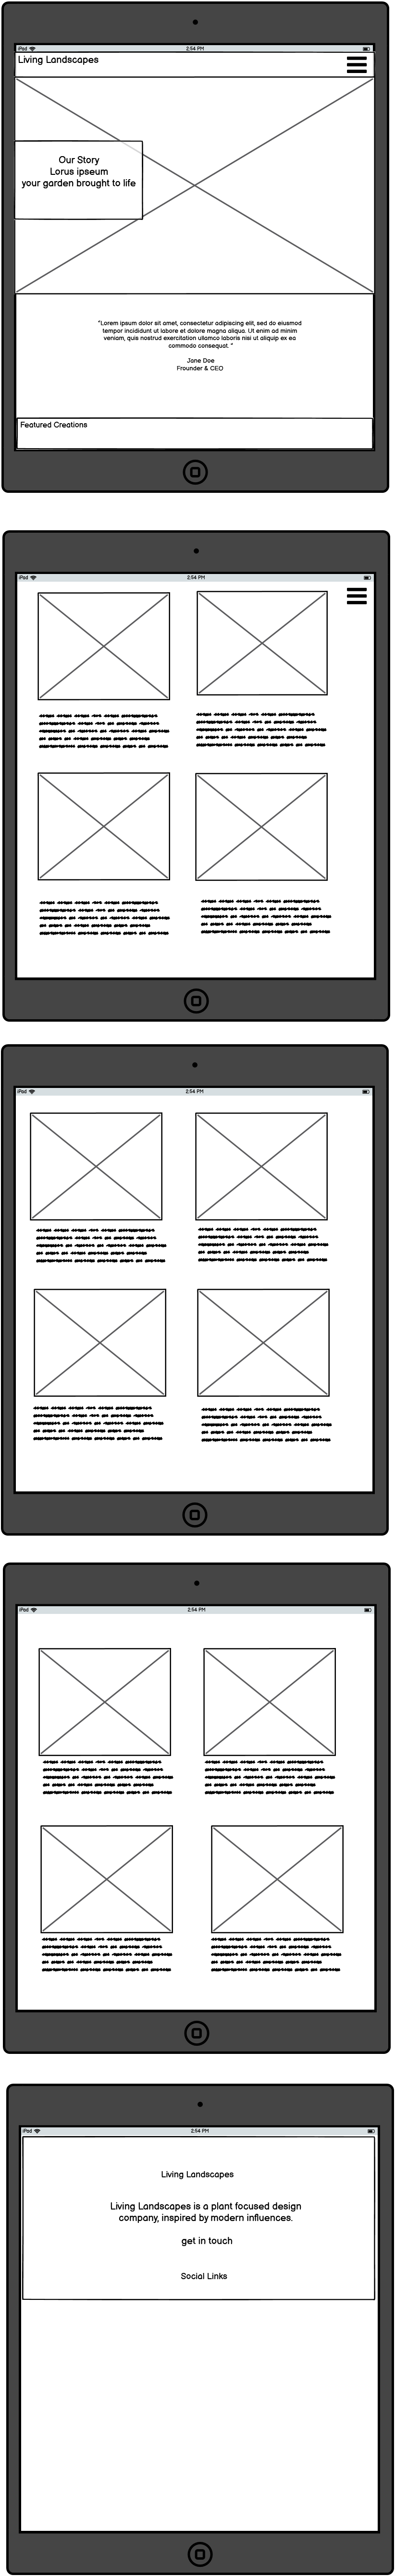 iPad 2:54 PM
Living Landscapes
Our Story
Lorus ipseum
your garden brought to life
"Lorem ipsum dolor sit amet, consectetur adipiscing elit, sed do eiusmod
tempor incididunt ut labore et dolore magna aliqua. Ut enim ad minim
veniam, quis nostrud exercitation ullamco laboris nisi ut aliquip ex ea
commodo consequat. "
Jane Doe
Frounder & CEO
Featured Creations
iPad 2:54 PM
iPad 2:54 PM
iPad 2:54 PM
iPad 2:54 PM
Living Landscapes
Living Landscapes is a plant focused design
company, inspired by modern influences.
get in touch
Social Links